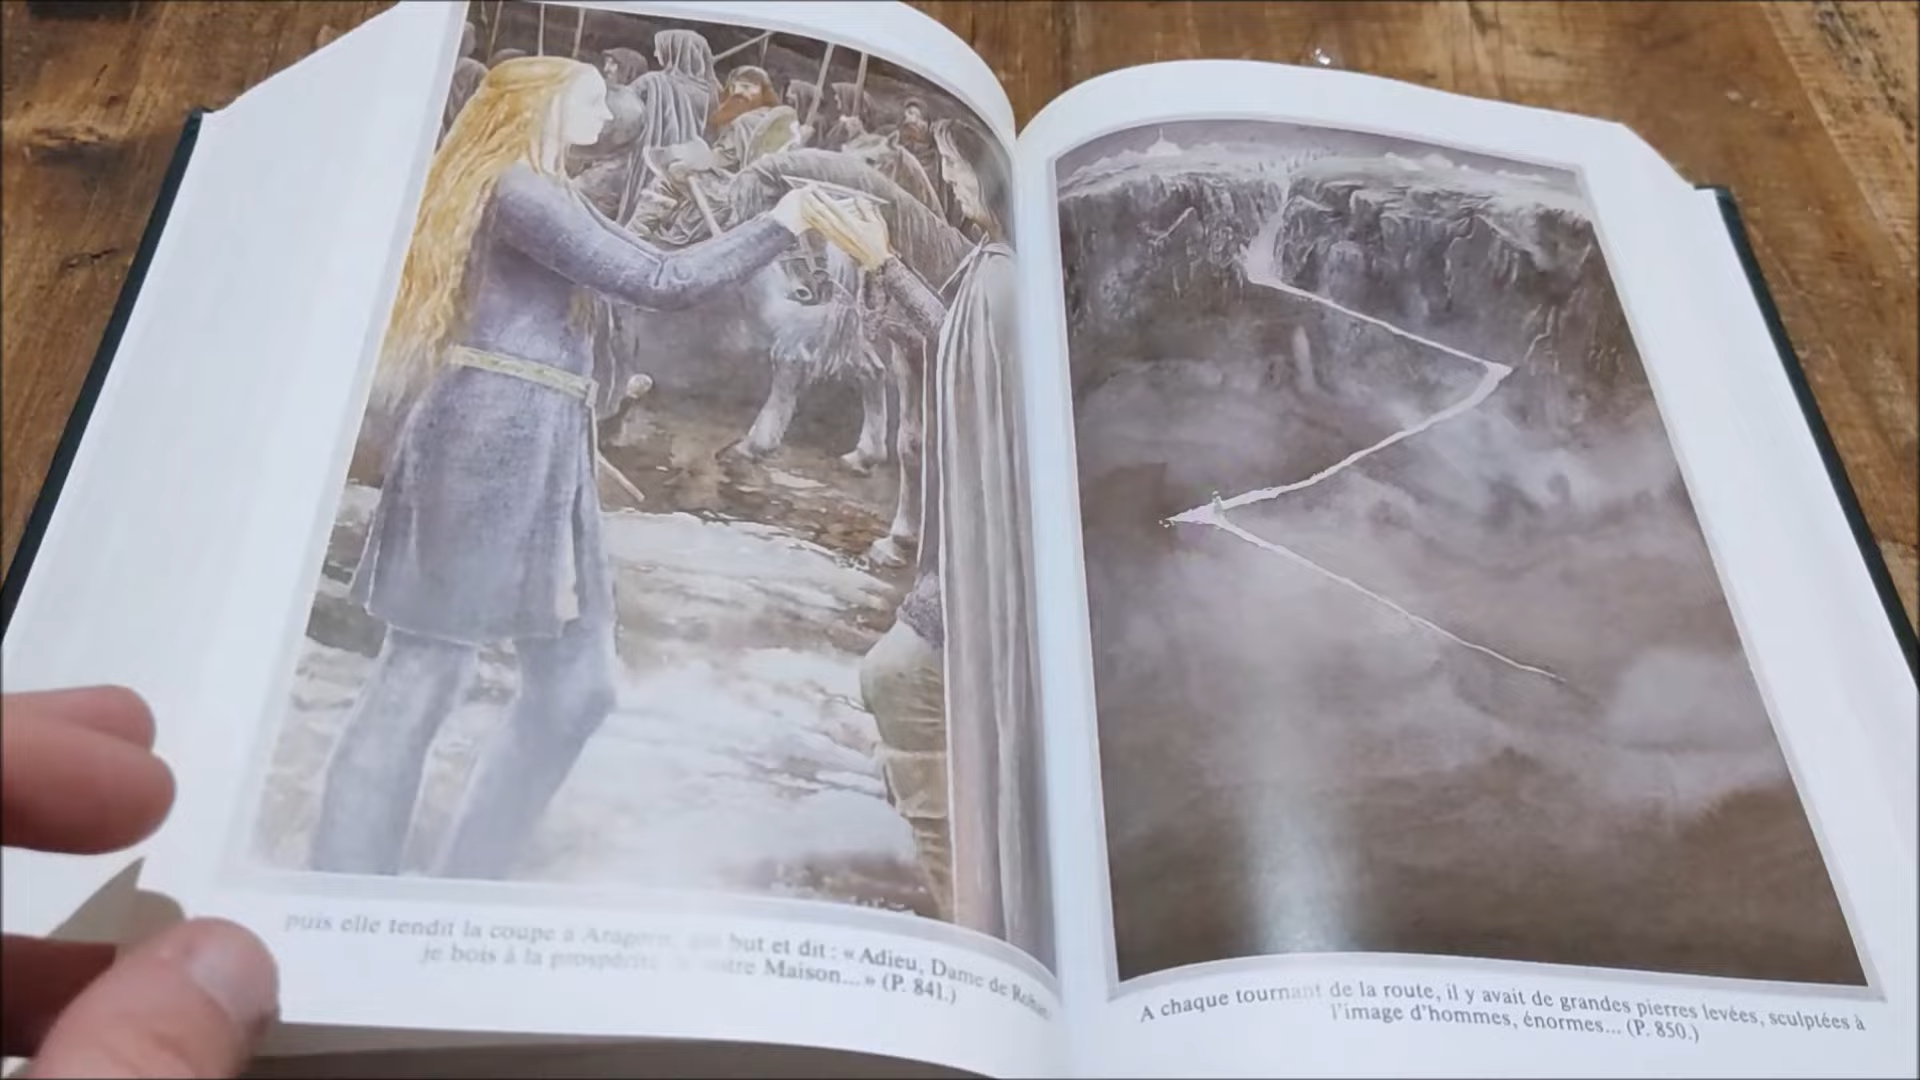 puis elle tendit la coupe à Aragorn, qui but et dit : « Adieu, Dame de Rohan !
je bois à la prospérité de votre Maison... » (P. 841.)
A chaque tournant de la route, il y avait de grandes pierres levées, sculptées à
l'image d'hommes, énormes... (P. 850.)